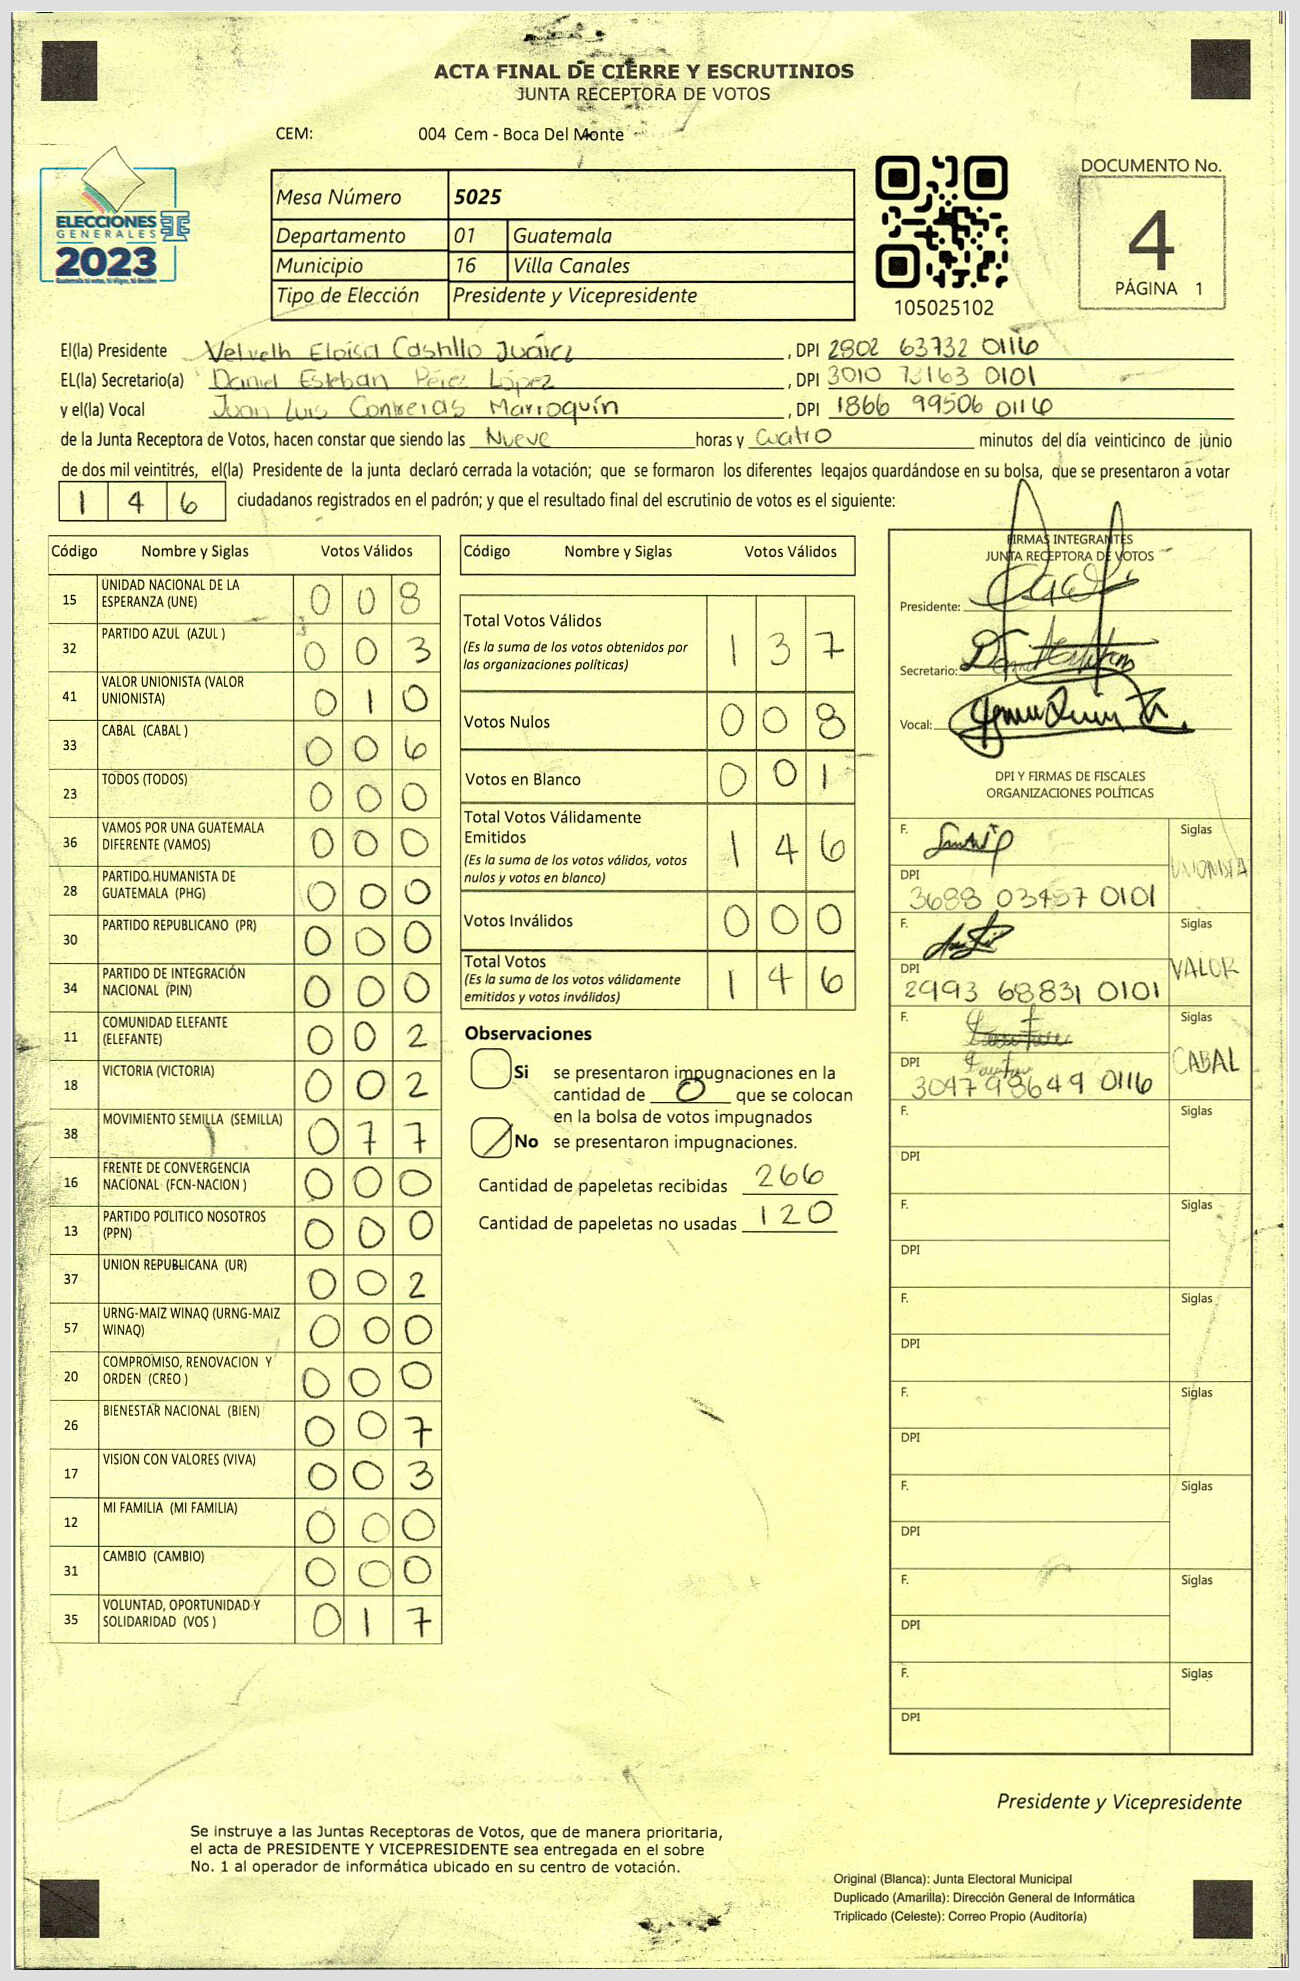 ACTA FINAL DE CIERRE Y ESCRUTINIOS
JUNTA RECEPTORA DE VOTOS
CEM: 004 Cem - Boca Del Monte
ELECCIONES
GENERALES
2023
Mesa Número 5025
Departamento 01 Guatemala
Municipio 16 Villa Canales
Tipo de Elección Presidente y Vicepresidente
105025102
DOCUMENTO No.
4
PÁGINA 1
El(la) Presidente Velveth Eloisa Castillo Juárez, DPI 2802 63732 0116
EL(la) Secretario(a) Daniel Esteban Pérez López, DPI 3010 73163 0101
y el(la) Vocal Juan Luis Contreras Marroquín, DPI 1866 99506 0116
de la Junta Receptora de Votos, hacen constar que siendo las Nueve horas y cuatro minutos del día veinticinco de junio
de dos mil veintitrés, el(la) Presidente de la junta declaró cerrada la votación; que se formaron los diferentes legajos guardándose en su bolsa, que se presentaron a votar
1 4 6 ciudadanos registrados en el padrón; y que el resultado final del escrutinio de votos es el siguiente:
Código Nombre y Siglas Votos Válidos
15 UNIDAD NACIONAL DE LA ESPERANZA (UNE) 0 0 8
32 PARTIDO AZUL (AZUL ) 0 0 3
41 VALOR UNIONISTA (VALOR UNIONISTA) 0 1 0
33 CABAL (CABAL ) 0 0 6
23 TODOS (TODOS) 0 0 0
36 VAMOS POR UNA GUATEMALA DIFERENTE (VAMOS) 0 0 0
28 PARTIDO HUMANISTA DE GUATEMALA (PHG) 0 0 0
30 PARTIDO REPUBLICANO (PR) 0 0 0
34 PARTIDO DE INTEGRACIÓN NACIONAL (PIN) 0 0 0
11 COMUNIDAD ELEFANTE (ELEFANTE) 0 0 2
18 VICTORIA (VICTORIA) 0 0 2
38 MOVIMIENTO SEMILLA (SEMILLA) 0 7 7
16 FRENTE DE CONVERGENCIA NACIONAL (FCN-NACION ) 0 0 0
13 PARTIDO POLITICO NOSOTROS (PPN) 0 0 0
37 UNION REPUBLICANA (UR) 0 0 2
57 URNG-MAIZ WINAQ (URNG-MAIZ WINAQ) 0 0 0
20 COMPROMISO, RENOVACION Y ORDEN (CREO ) 0 0 0
26 BIENESTAR NACIONAL (BIEN) 0 0 7
17 VISION CON VALORES (VIVA) 0 0 3
12 MI FAMILIA (MI FAMILIA) 0 0 0
31 CAMBIO (CAMBIO) 0 0 0
35 VOLUNTAD, OPORTUNIDAD Y SOLIDARIDAD (VOS ) 0 1 7
Código Nombre y Siglas Votos Válidos
Total Votos Válidos 1 3 7
(Es la suma de los votos obtenidos por
las organizaciones políticas)
Votos Nulos 0 0 8
Votos en Blanco 0 0 1
Total Votos Válidamente
Emitidos 1 4 6
(Es la suma de los votos válidos, votos
nulos y votos en blanco)
Votos Inválidos 0 0 0
Total Votos 1 4 6
(Es la suma de los votos válidamente
emitidos y votos inválidos)
Observaciones
Si se presentaron impugnaciones en la
cantidad de 0 que se colocan
en la bolsa de votos impugnados
No se presentaron impugnaciones.
Cantidad de papeletas recibidas 266
Cantidad de papeletas no usadas 120
FIRMAS INTEGRANTES
JUNTA RECEPTORA DE VOTOS
Presidente:
Secretario:
Vocal:
DPI Y FIRMAS DE FISCALES
ORGANIZACIONES POLÍTICAS
F. Siglas UNIONISTA
DPI 3688 03457 0101
F. Siglas VALOR
DPI 2993 68831 0101
F. Siglas CABAL
DPI 3047 98649 0116
F. Siglas
DPI
F. Siglas
DPI
F. Siglas
DPI
F. Siglas
DPI
F. Siglas
DPI
F. Siglas
DPI
F. Siglas
DPI
Presidente y Vicepresidente
Se instruye a las Juntas Receptoras de Votos, que de manera prioritaria,
el acta de PRESIDENTE Y VICEPRESIDENTE sea entregada en el sobre
No. 1 al operador de informática ubicado en su centro de votación.
Original (Blanca): Junta Electoral Municipal
Duplicado (Amarilla): Dirección General de Informática
Triplicado (Celeste): Correo Propio (Auditoría)